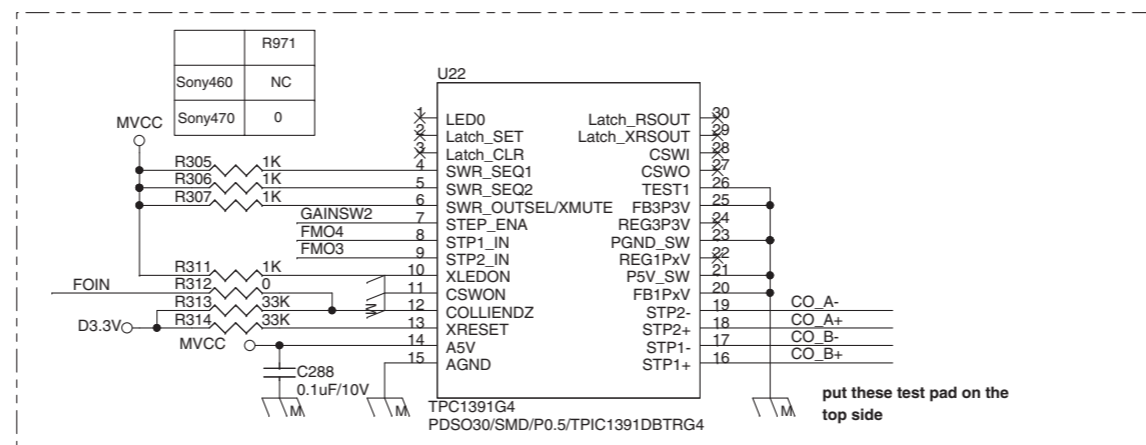 R971
Sony460 NC
Sony470 0
U22
MVCC
1 LED0 Latch_RSOUT 30
2 Latch_SET Latch_XRSOUT 29
3 Latch_CLR CSWI 28
R305 1K 4 SWR_SEQ1 CSWO 27
R306 1K 5 SWR_SEQ2 TEST1 26
R307 1K 6 SWR_OUTSEL/XMUTE FB3P3V 25
GAINSW2 7 STEP_ENA REG3P3V 24
FMO4 8 STP1_IN PGND_SW 23
FMO3 9 STP2_IN REG1PxV 22
R311 1K 10 XLEDON P5V_SW 21
FOIN R312 0 11 CSWON FB1PxV 20
R313 33K 12 COLLIENDZ STP2- 19 CO_A-
D3.3V R314 33K 13 XRESET STP2+ 18 CO_A+
MVCC 14 A5V STP1- 17 CO_B-
15 AGND STP1+ 16 CO_B+
C288
0.1uF/10V
M M M
put these test pad on the
top side
TPC1391G4
PDSO30/SMD/P0.5/TPIC1391DBTRG4